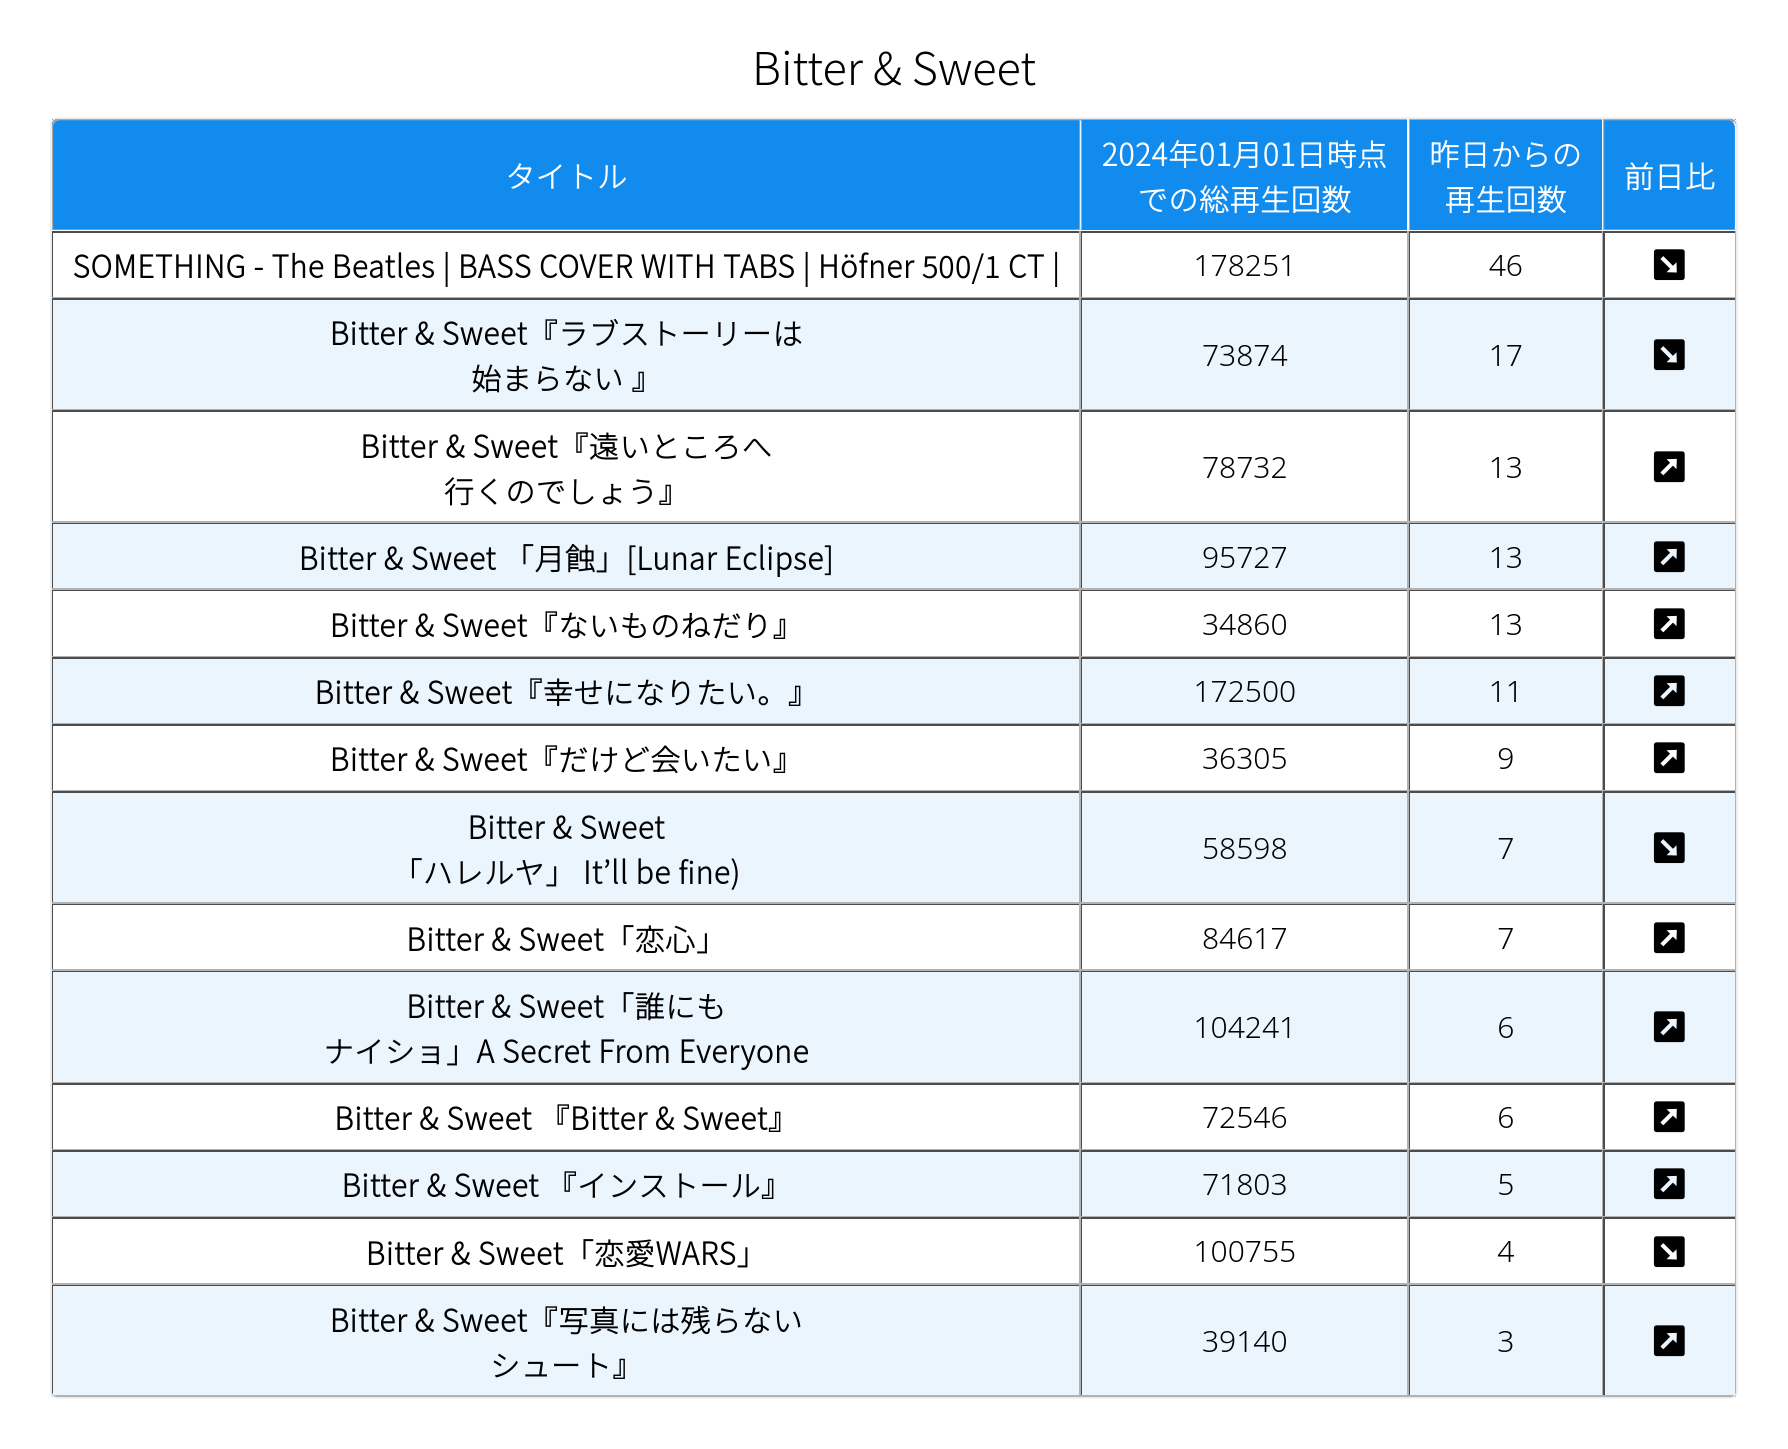 Bitter & Sweet
タイトル
2024年01月01日時点
での総再生回数
昨日からの
再生回数
前日比
SOMETHING - The Beatles | BASS COVER WITH TABS | Höfner 500/1 CT |
178251
46
Bitter & Sweet『ラブストーリーは
始まらない 』
73874
17
Bitter & Sweet『遠いところへ
行くのでしょう』
78732
13
Bitter & Sweet 「月蝕」[Lunar Eclipse]
95727
13
Bitter & Sweet『ないものねだり』
34860
13
Bitter & Sweet『幸せになりたい。』
172500
11
Bitter & Sweet『だけど会いたい』
36305
9
Bitter & Sweet
「ハレルヤ」 It’ll be fine)
58598
7
Bitter & Sweet「恋心」
84617
7
Bitter & Sweet「誰にも
ナイショ」A Secret From Everyone
104241
6
Bitter & Sweet 『Bitter & Sweet』
72546
6
Bitter & Sweet 『インストール』
71803
5
Bitter & Sweet「恋愛WARS」
100755
4
Bitter & Sweet『写真には残らない
シュート』
39140
3